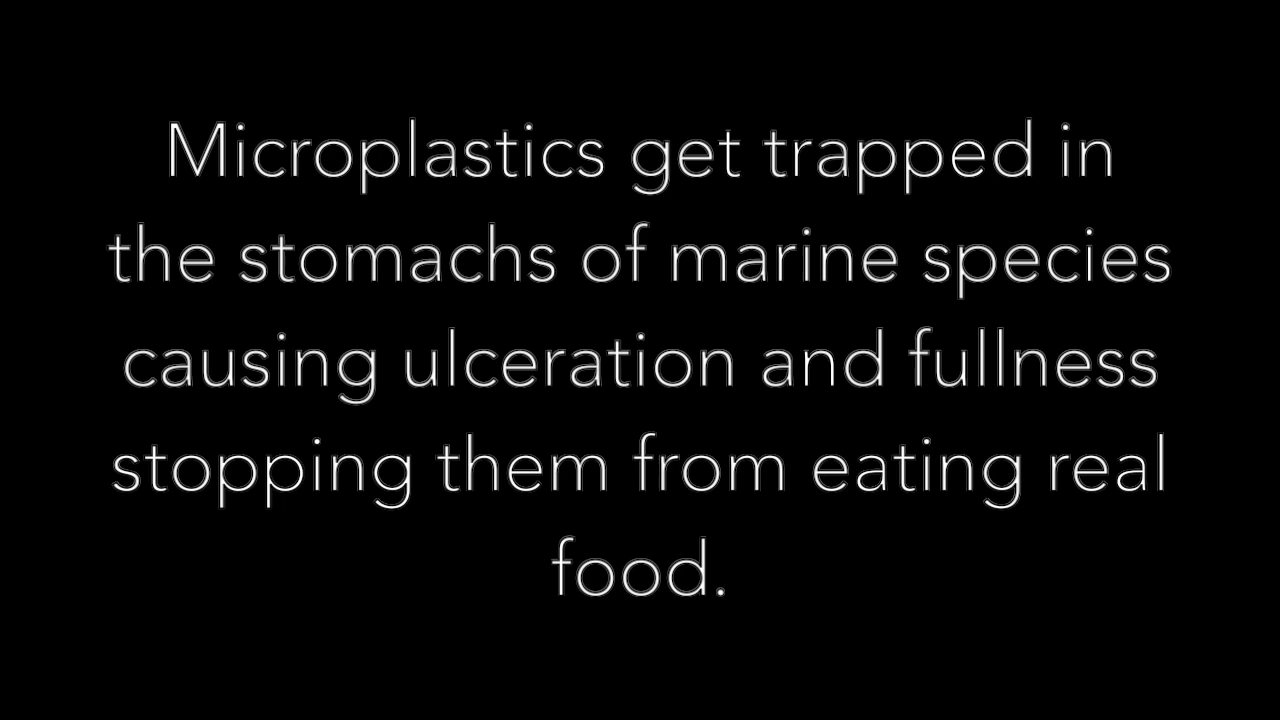 Microplastics get trapped in
the stomachs of marine species
causing ulceration and fullness
stopping them from eating real
food.